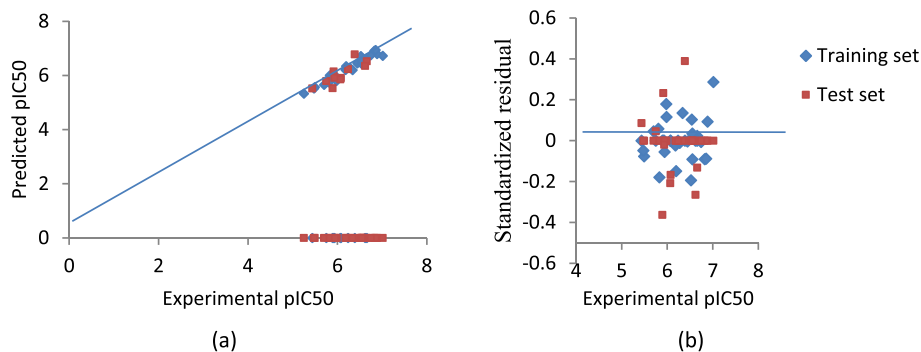 8
6
4
2
0
Predicted pIC50
0 2 4 6 8
Experimental pIC50
(a)
0.6
0.4
0.2
0
-0.2
-0.4
-0.6
Standardized residual
4 5 6 7 8
Experimental pIC50
(b)
Training set
Test set